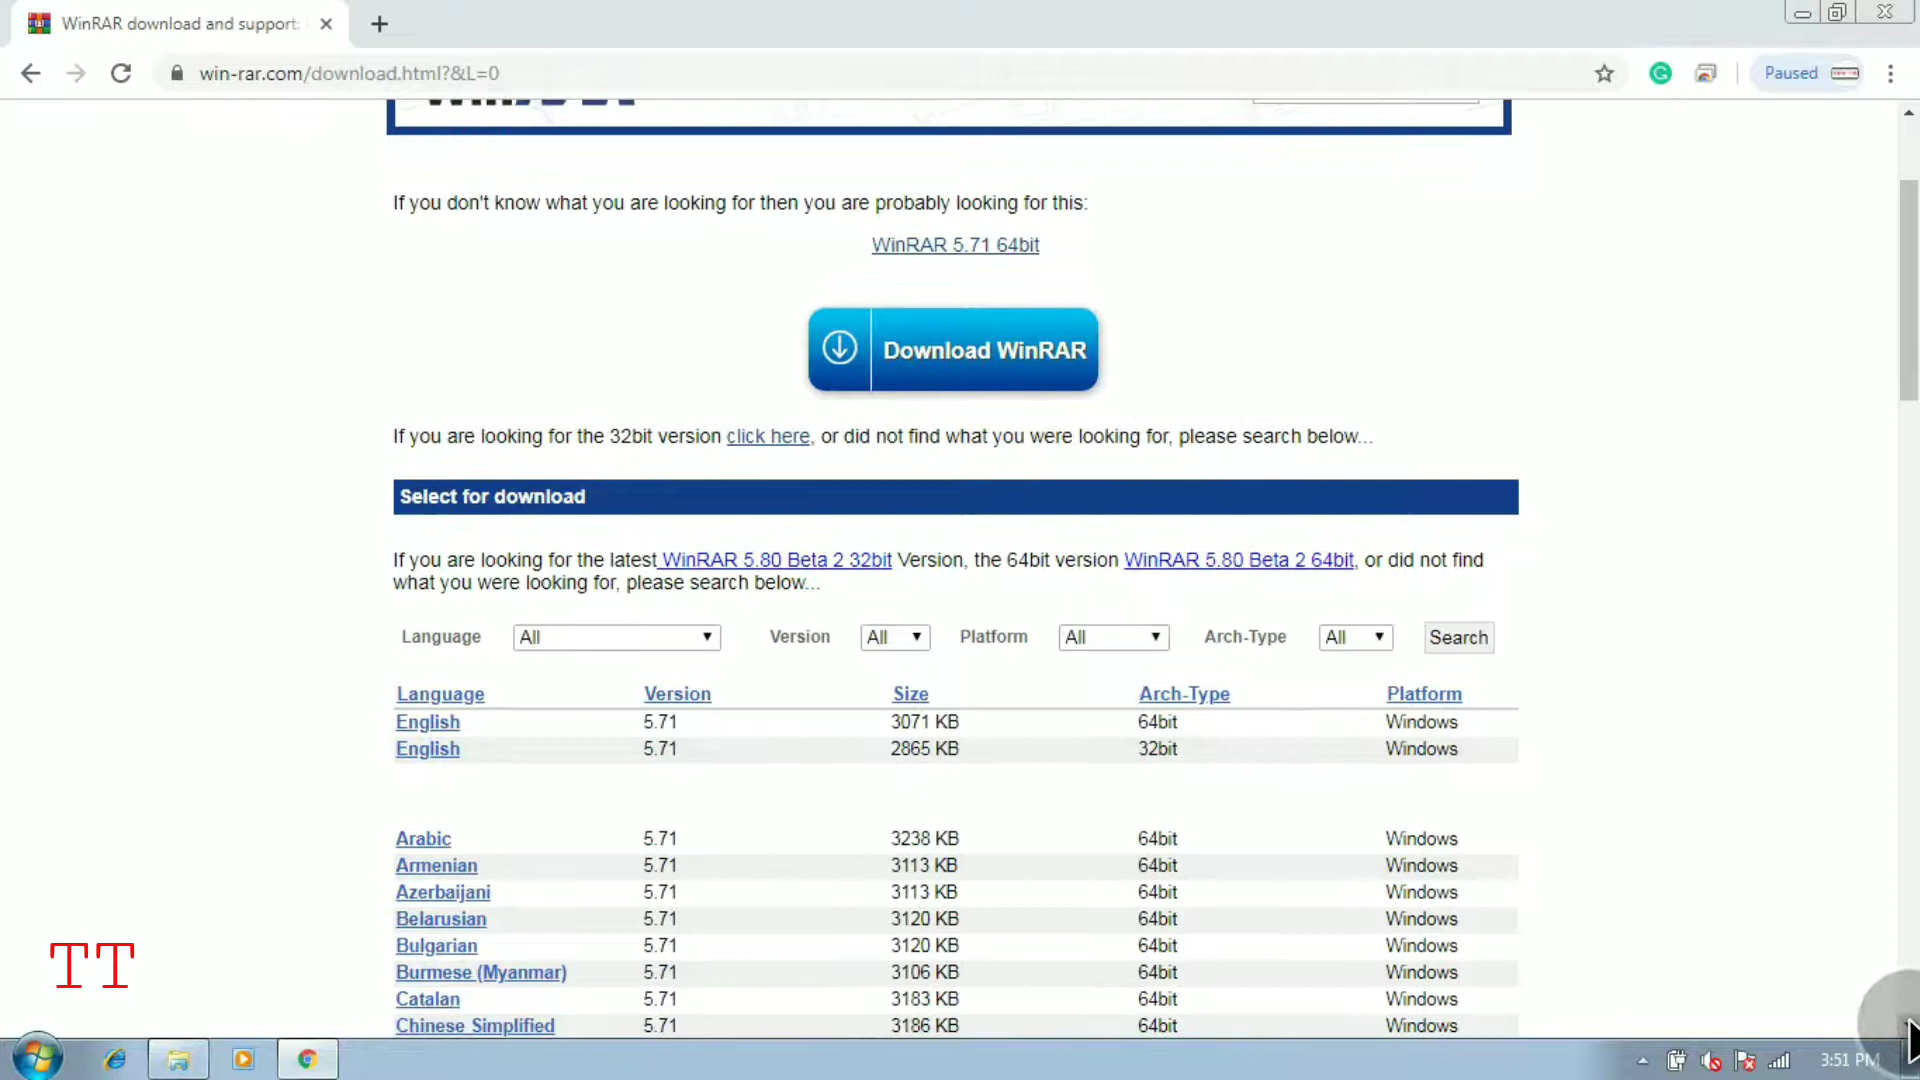 WinRAR download and support:
win-rar.com/download.html?&L=0
Paused
If you don't know what you are looking for then you are probably looking for this:
WinRAR 5.71 64bit
Download WinRAR
If you are looking for the 32bit version click here, or did not find what you were looking for, please search below...
Select for download
If you are looking for the latest WinRAR 5.80 Beta 2 32bit Version, the 64bit version WinRAR 5.80 Beta 2 64bit, or did not find
what you were looking for, please search below...
Language All Version All Platform All Arch-Type All Search
Language Version Size Arch-Type Platform
English 5.71 3071 KB 64bit Windows
English 5.71 2865 KB 32bit Windows
Arabic 5.71 3238 KB 64bit Windows
Armenian 5.71 3113 KB 64bit Windows
Azerbaijani 5.71 3113 KB 64bit Windows
Belarusian 5.71 3120 KB 64bit Windows
Bulgarian 5.71 3120 KB 64bit Windows
Burmese (Myanmar) 5.71 3106 KB 64bit Windows
Catalan 5.71 3183 KB 64bit Windows
Chinese Simplified 5.71 3186 KB 64bit Windows
TT
3:51 PM